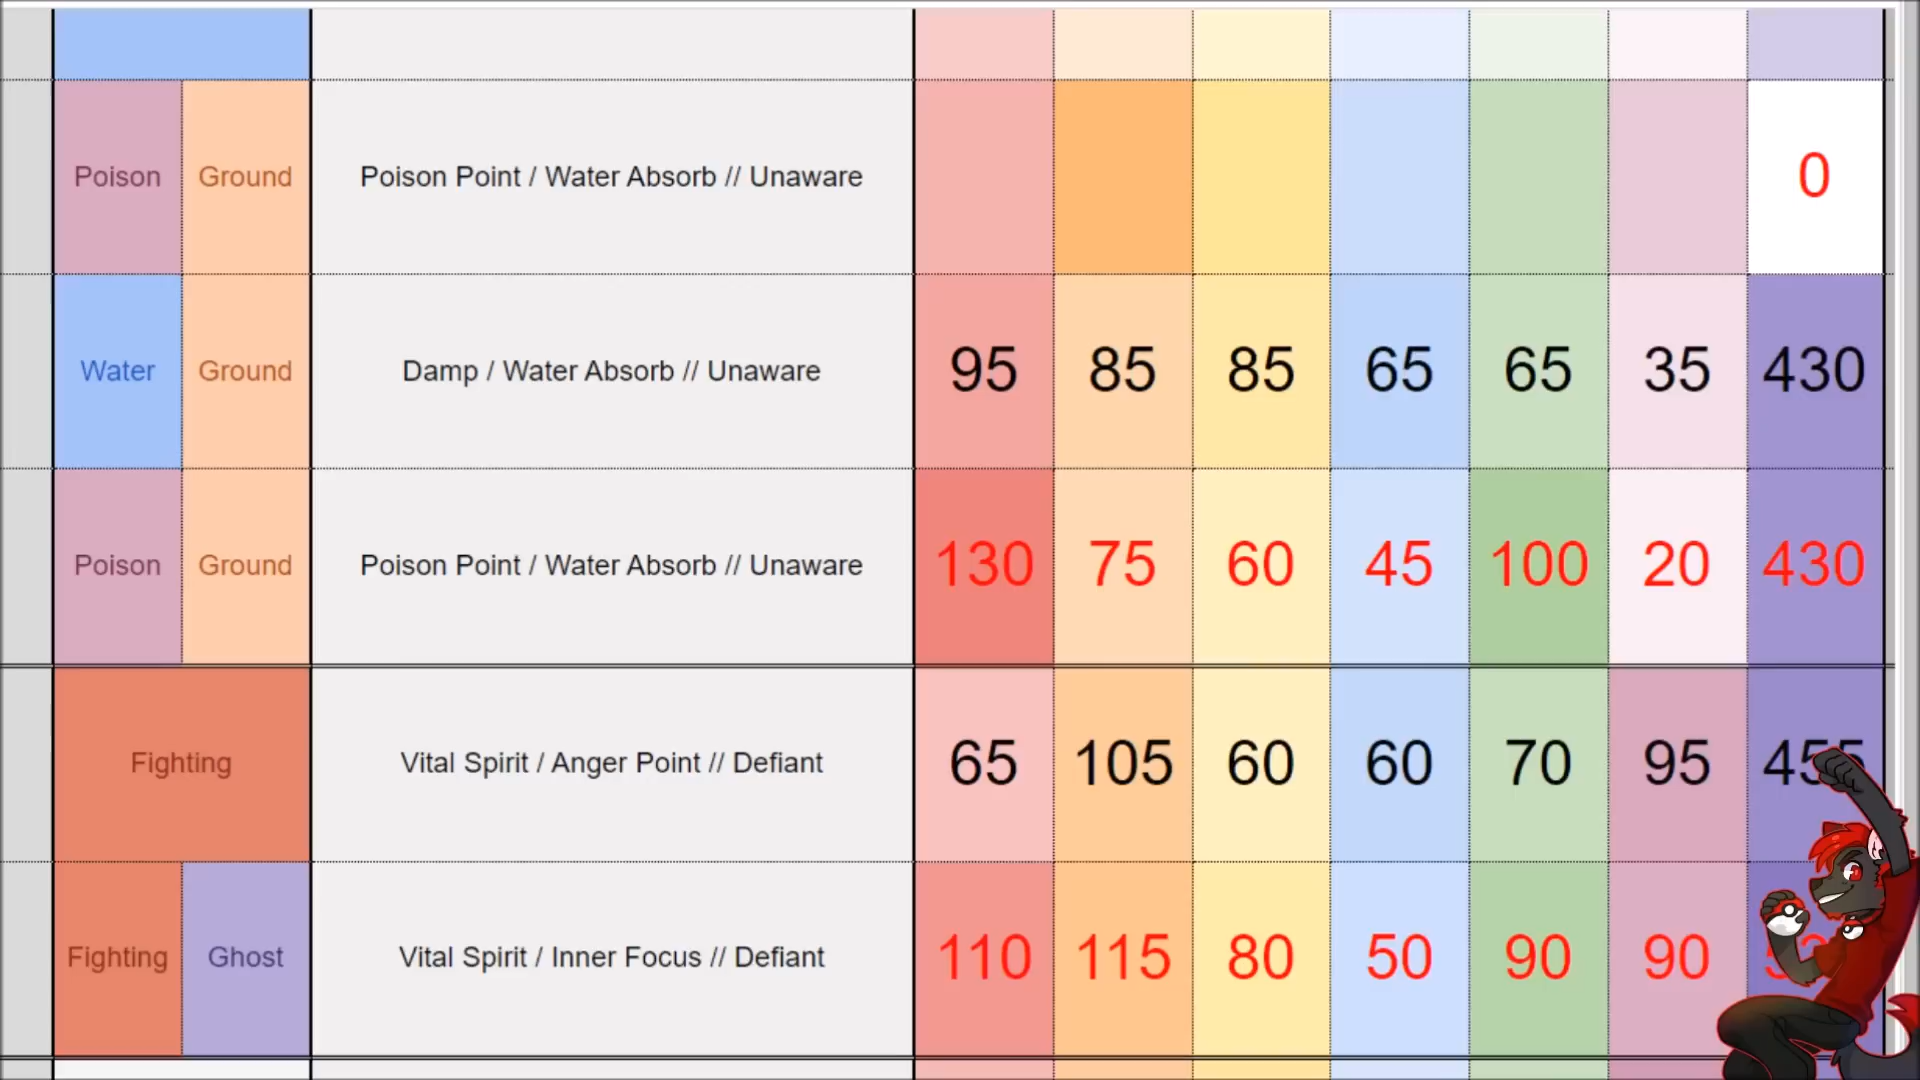 Poison Ground Poison Point / Water Absorb // Unaware 0
Water Ground Damp / Water Absorb // Unaware 95 85 85 65 65 35 430
Poison Ground Poison Point / Water Absorb // Unaware 130 75 60 45 100 20 430
Fighting Vital Spirit / Anger Point // Defiant 65 105 60 60 70 95 455
Fighting Ghost Vital Spirit / Inner Focus // Defiant 110 115 80 50 90 90